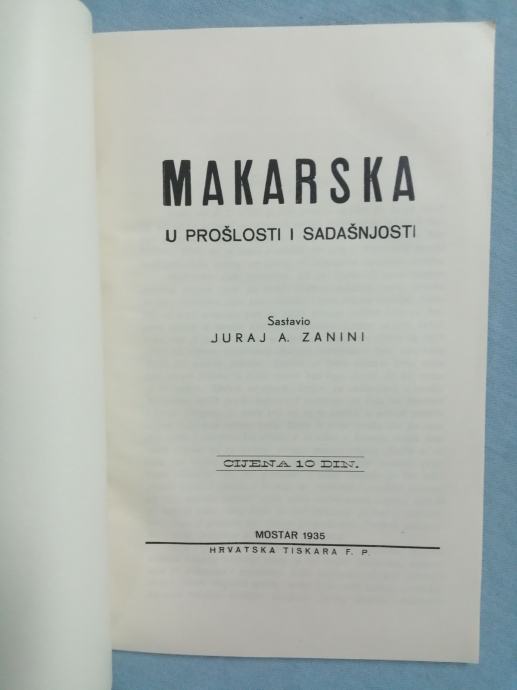 MAKARSKA
U PROŠLOSTI I SADAŠNJOSTI
Sastavio
JURAJ A. ZANINI
CIJENA 10 DIN.
MOSTAR 1935
HRVATSKA TISKARA F. P.